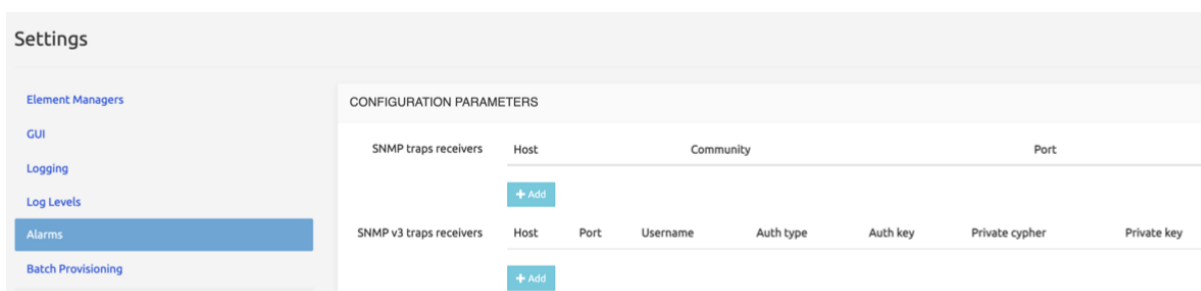 Settings
Element Managers
GUI
Logging
Log Levels
Alarms
Batch Provisioning
CONFIGURATION PARAMETERS
SNMP traps receivers Host Community Port
+ Add
SNMP v3 traps receivers Host Port Username Auth type Auth key Private cypher Private key
+ Add